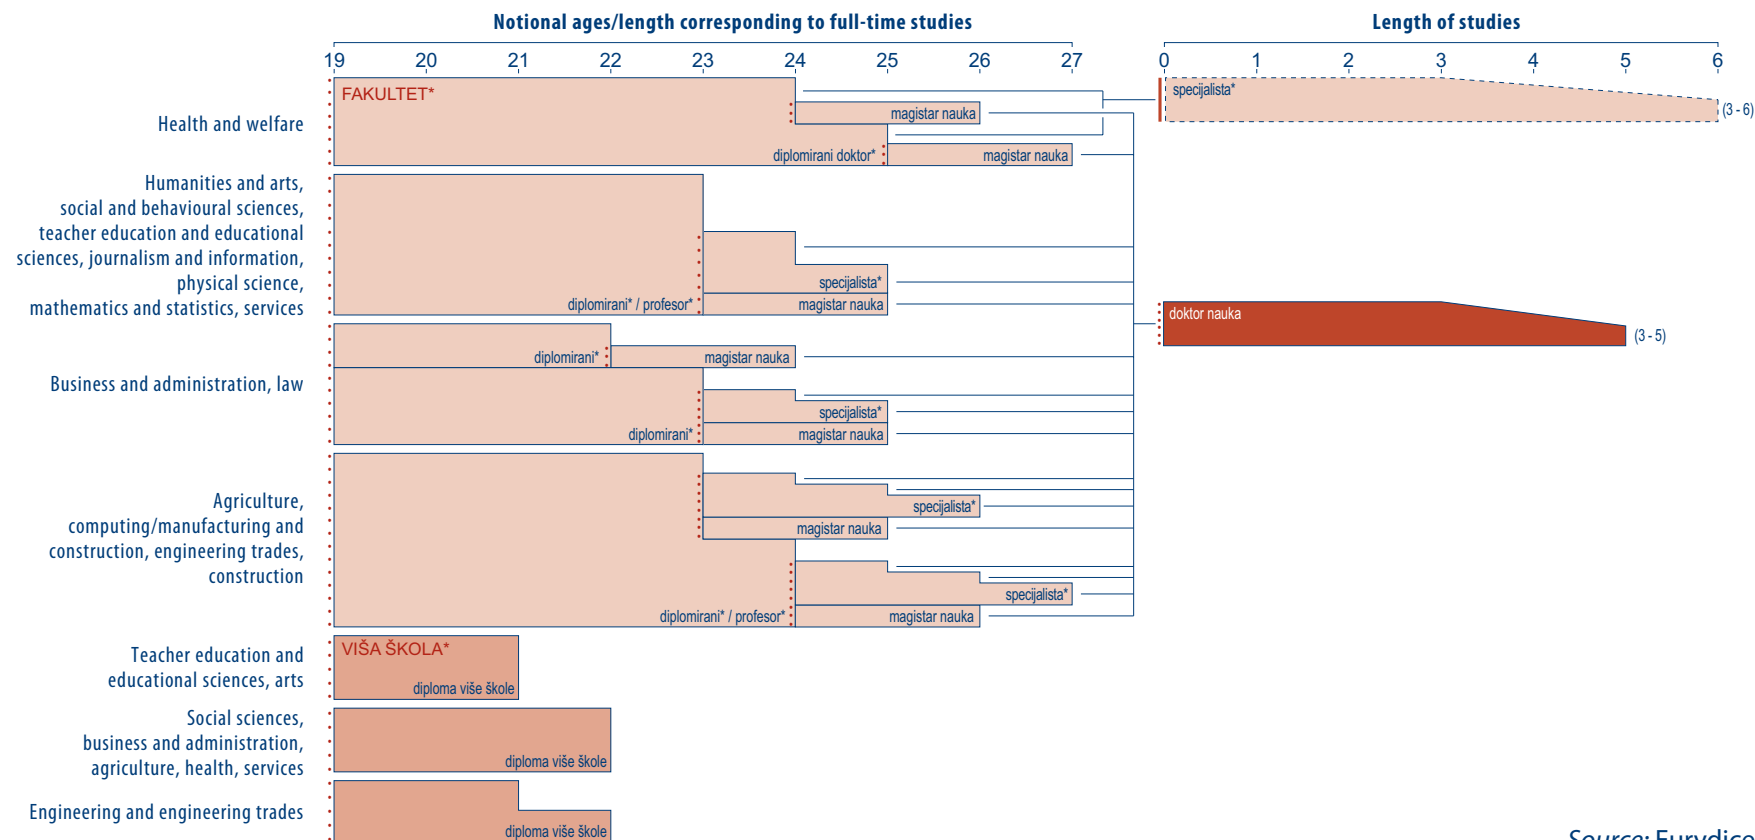 Notional ages/length corresponding to full-time studies
Length of studies
19 20 21 22 23 24 25 26 27
0 1 2 3 4 5 6
Health and welfare
FAKULTET*
magistar nauka
diplomirani doktor*
magistar nauka
specijalista*
(3 - 6)
Humanities and arts,
social and behavioural sciences,
teacher education and educational
sciences, journalism and information,
physical science,
mathematics and statistics, services
specijalista*
diplomirani* / profesor*
magistar nauka
doktor nauka
(3 - 5)
Business and administration, law
diplomirani*
magistar nauka
specijalista*
diplomirani*
magistar nauka
Agriculture,
computing/manufacturing and
construction, engineering trades,
construction
specijalista*
magistar nauka
specijalista*
diplomirani* / profesor*
magistar nauka
Teacher education and
educational sciences, arts
VIŠA ŠKOLA*
diploma više škole
Social sciences,
business and administration,
agriculture, health, services
diploma više škole
Engineering and engineering trades
diploma više škole
Source: Eurydice